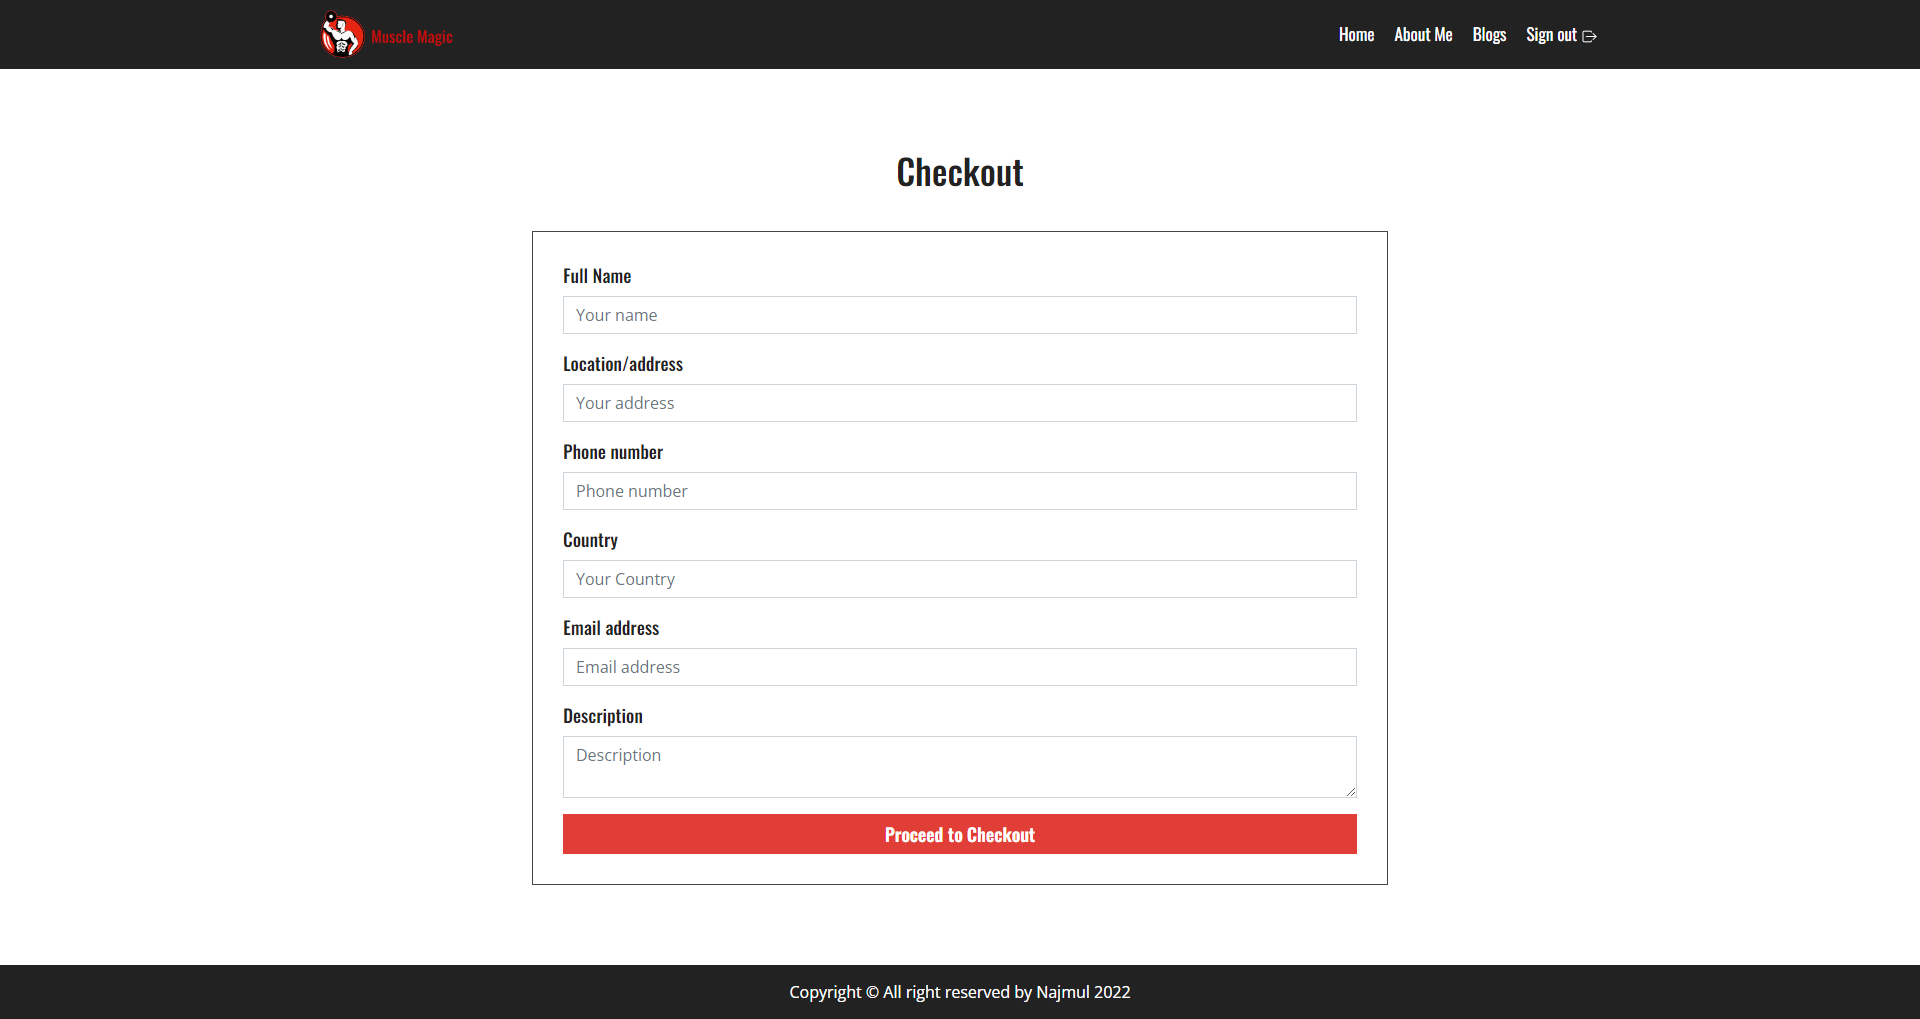 Muscle Magic
Home About Me Blogs Sign out
Checkout
Full Name
Your name
Location/address
Your address
Phone number
Phone number
Country
Your Country
Email address
Email address
Description
Description
Proceed to Checkout
Copyright © All right reserved by Najmul 2022